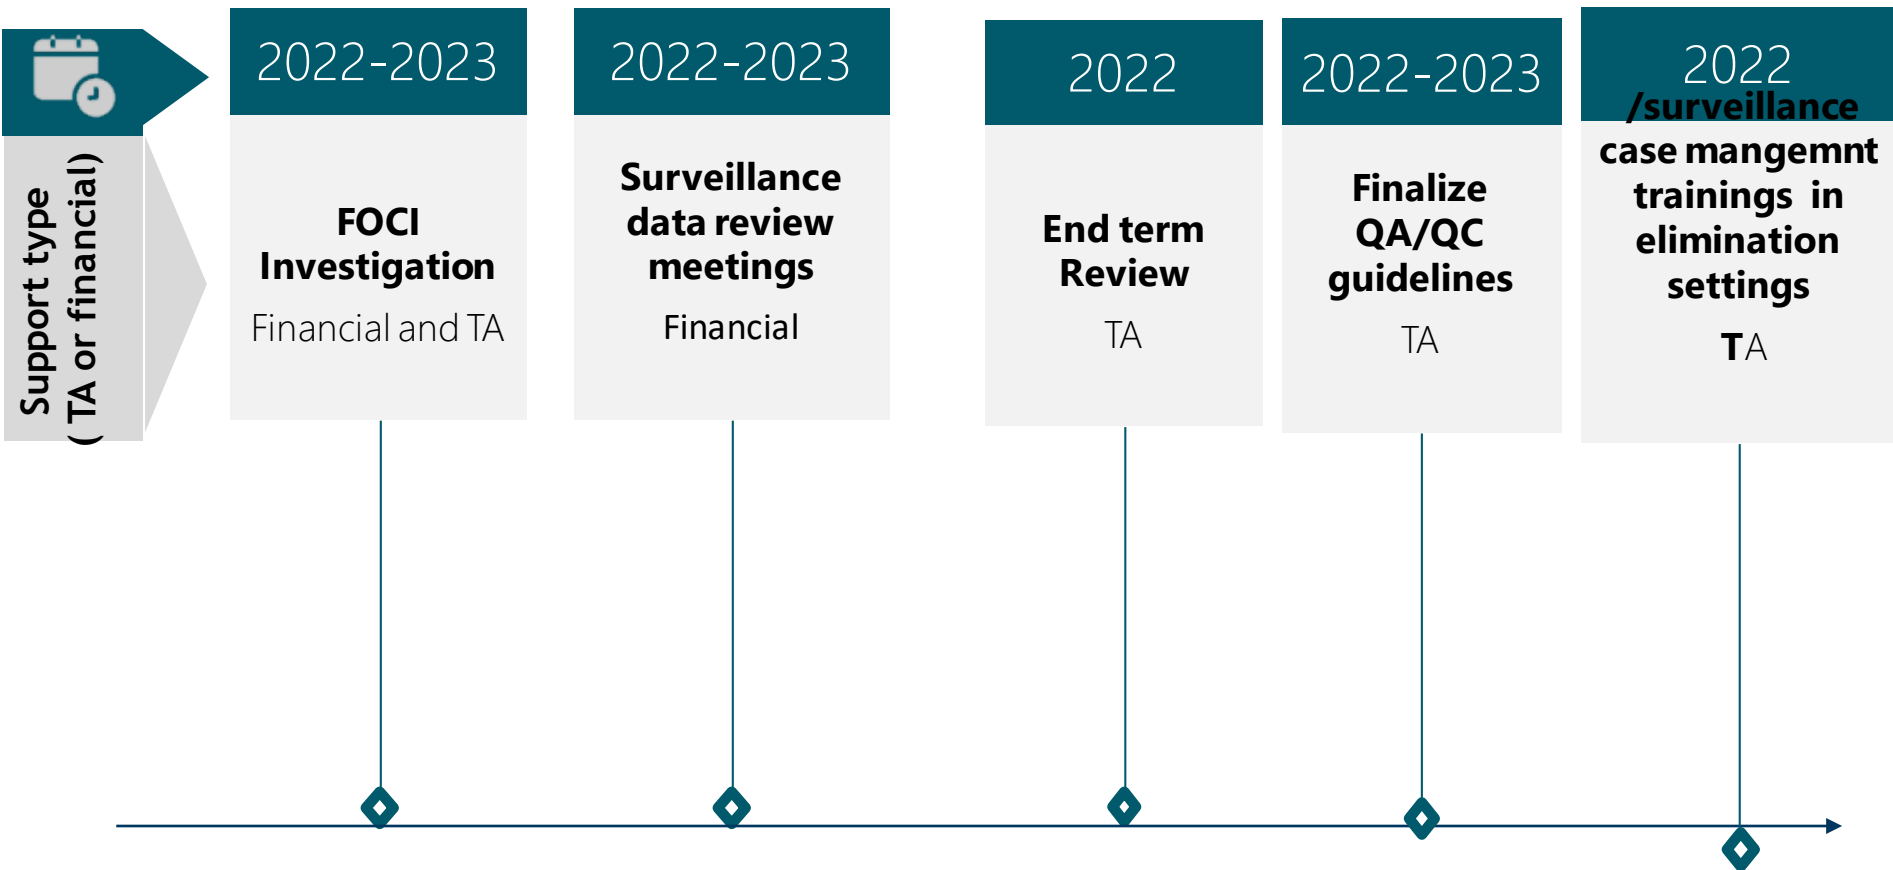 Support type
( TA or financial)
2022-2023
FOCI
Investigation
Financial and TA
2022-2023
Surveillance
data review
meetings
Financial
2022
End term
Review
TA
2022-2023
Finalize
QA/QC
guidelines
TA
2022
/surveillance
case mangemnt
trainings in
elimination
settings
TA